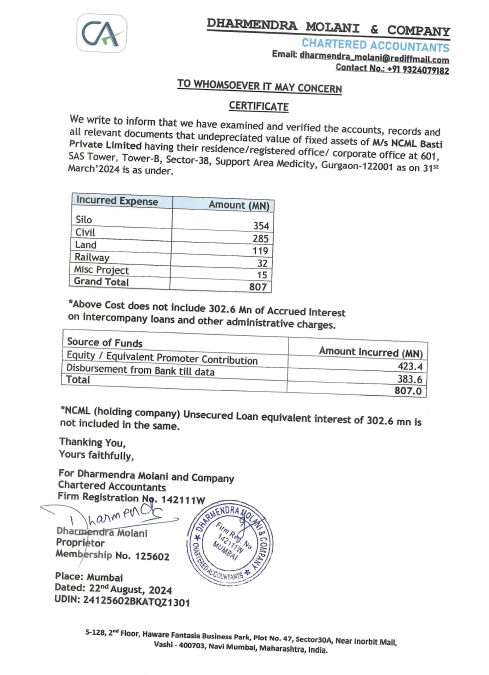 CA
DHARMENDRA MOLANI & COMPANY
CHARTERED ACCOUNTANTS
Email: dharmendra_molani@rediffmail.com
Contact No.: +91 9324079182
TO WHOMSOEVER IT MAY CONCERN
CERTIFICATE
We write to inform that we have examined and verified the accounts, records and
all relevant documents that undepreciated value of fixed assets of M/s NCML Basti
Private Limited having their residence/registered office/ corporate office at 601,
SAS Tower, Tower-B, Sector-38, Support Area Medicity, Gurgaon-122001 as on 31st
March'2024 is as under.
Incurred Expense Amount (MN)
Silo 354
Civil 285
Land 119
Railway 32
Misc Project 15
Grand Total 807
*Above Cost does not include 302.6 Mn of Accrued Interest
on intercompany loans and other administrative charges.
Source of Funds Amount Incurred (MN)
Equity / Equivalent Promoter Contribution 423.4
Disbursement from Bank till data 383.6
Total 807.0
*NCML (holding company) Unsecured Loan equivalent interest of 302.6 mn is
not included in the same.
Thanking You,
Yours faithfully,
For Dharmendra Molani and Company
Chartered Accountants
Firm Registration No. 142111W
Dharmendra Molani
Proprietor
Membership No. 125602
DHARMENDRA MOLANI & COMPANY
CHARTERED ACCOUNTANTS
Firm Reg. No.
142111W
MUMBAI
Place: Mumbai
Dated: 22nd August, 2024
UDIN: 24125602BKATQZ1301
S-128, 2nd Floor, Haware Fantasia Business Park, Plot No. 47, Sector30A, Near Inorbit Mall,
Vashi - 400703, Navi Mumbai, Maharashtra, India.